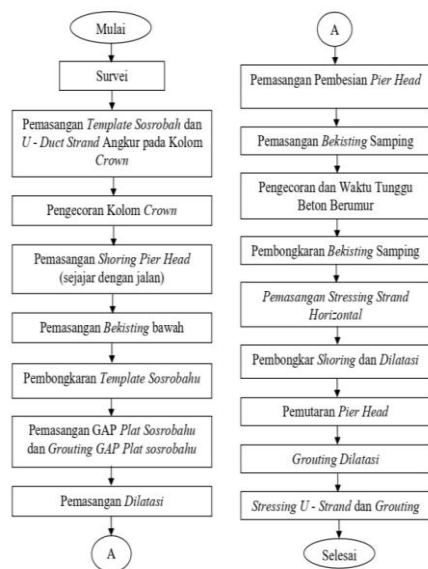 Mulai
Survei
Pemasangan Template Sosrobah dan
U - Duct Strand Angkur pada Kolom
Crown
Pengecoran Kolom Crown
Pemasangan Shoring Pier Head
(sejajar dengan jalan)
Pemasangan Bekisting bawah
Pembongkaran Template Sosrobahu
Pemasangan GAP Plat Sosrobahu
dan Grouting GAP Plat sosrobahu
Pemasangan Dilatasi
A
A
Pemasangan Pembesian Pier Head
Pemasangan Bekisting Samping
Pengecoran dan Waktu Tunggu
Beton Berumur
Pembongkaran Bekisting Samping
Pemasangan Stressing Strand
Horizontal
Pembongkar Shoring dan Dilatasi
Pemutaran Pier Head
Grouting Dilatasi
Stressing U - Strand dan Grouting
Selesai